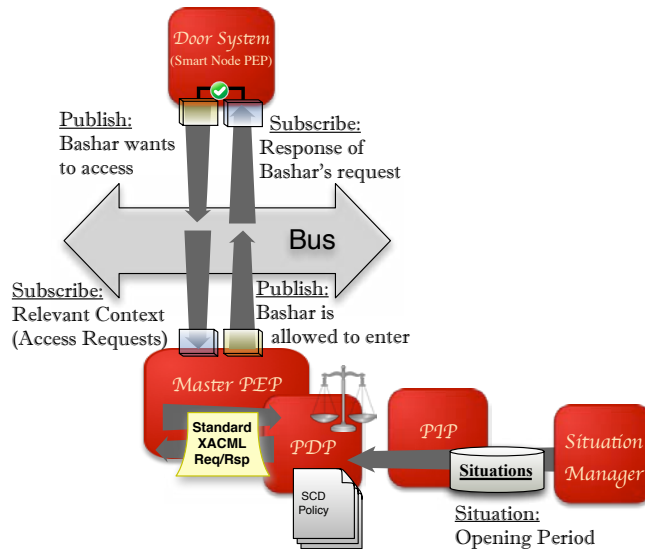 Door System
(Smart Node PEP)
Publish:
Bashar wants
to access
Subscribe:
Response of
Bashar's request
Bus
Subscribe:
Relevant Context
(Access Requests)
Publish:
Bashar is
allowed to enter
Master PEP
Standard
XACML
Req/Rsp
PDP
SCD
Policy
PIP
Situations
Situation
Manager
Situation:
Opening Period